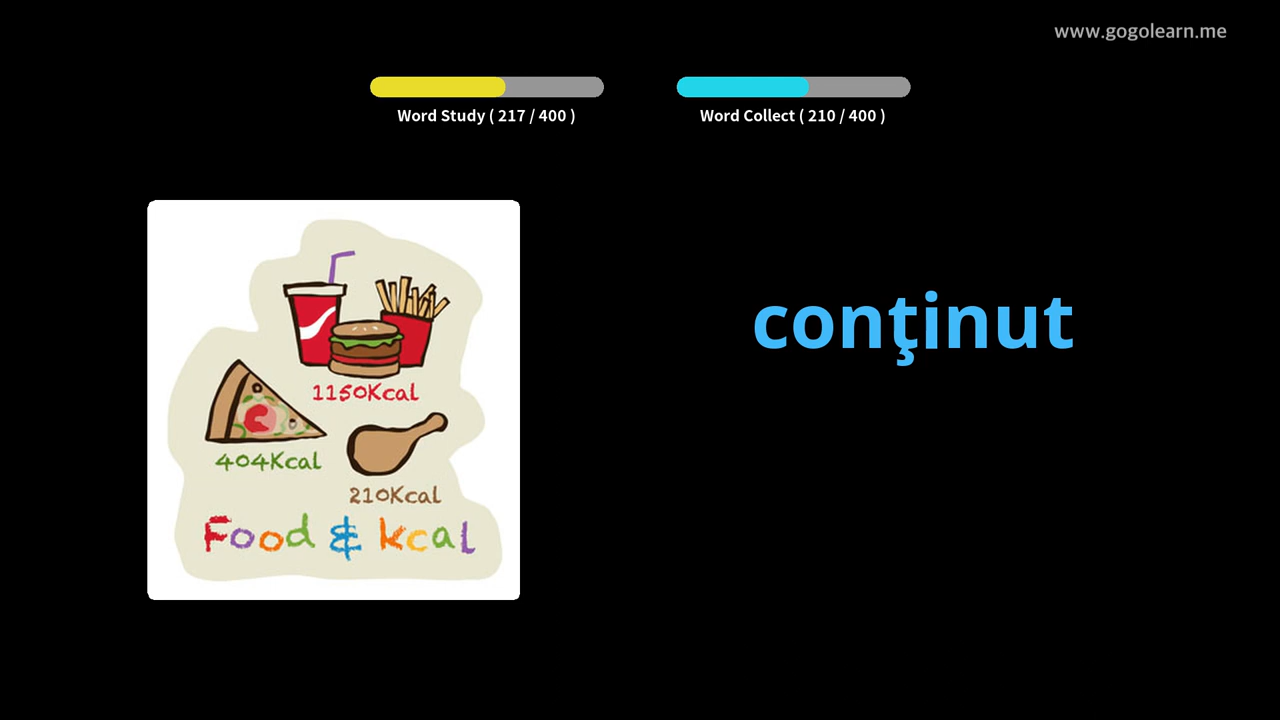 www.gogolearn.me
Word Study ( 217 / 400 )
Word Collect ( 210 / 400 )
conţinut
1150Kcal
404Kcal
210Kcal
Food & kcal